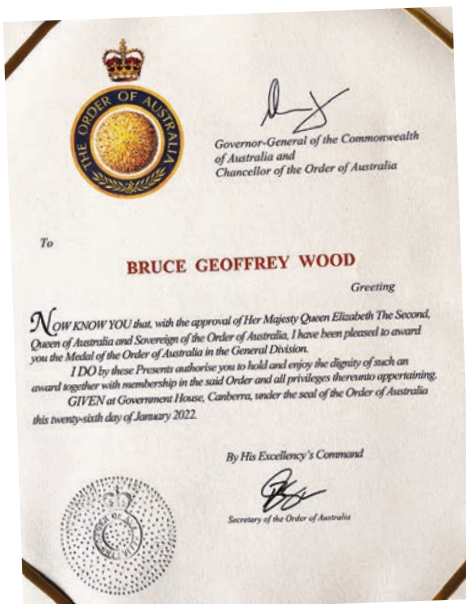 THE ORDER OF AUSTRALIA
Governor-General of the Commonwealth
of Australia and
Chancellor of the Order of Australia
To
BRUCE GEOFFREY WOOD
Greeting
NOW KNOW YOU that, with the approval of Her Majesty Queen Elizabeth The Second,
Queen of Australia and Sovereign of the Order of Australia, I have been pleased to award
you the Medal of the Order of Australia in the General Division.
I DO by these Presents authorise you to hold and enjoy the dignity of such an
award together with membership in the said Order and all privileges thereunto appertaining.
GIVEN at Government House, Canberra, under the seal of the Order of Australia
this twenty-sixth day of January 2022.
By His Excellency's Command
Secretary of the Order of Australia